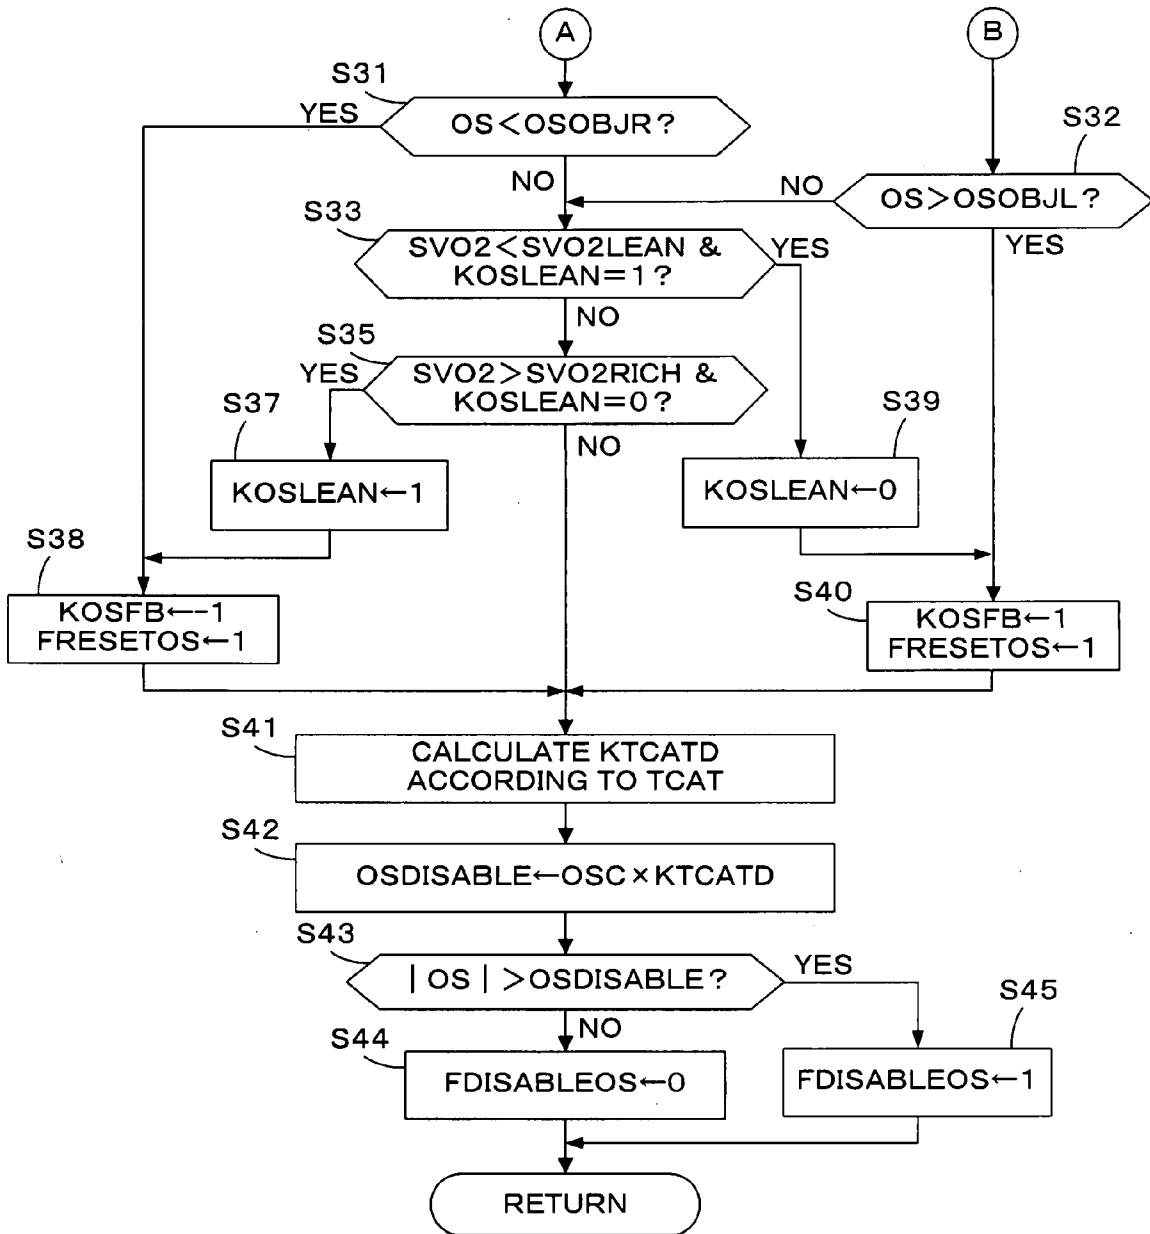 A
B
S31
YES
OS<OSOBJR?
S32
NO
NO
OS>OSOBJL?
S33
SVO2<SVO2LEAN &
KOSLEAN=1?
YES
YES
NO
S35
YES
SVO2>SVO2RICH &
KOSLEAN=0?
S37
S39
NO
KOSLEAN←1
KOSLEAN←0
S38
KOSFB←-1
FRESETOS←1
S40
KOSFB←1
FRESETOS←1
S41
CALCULATE KTCATD
ACCORDING TO TCAT
S42
OSDISABLE←OSC×KTCATD
S43
|OS|>OSDISABLE?
YES
S45
NO
S44
FDISABLEOS←0
FDISABLEOS←1
RETURN